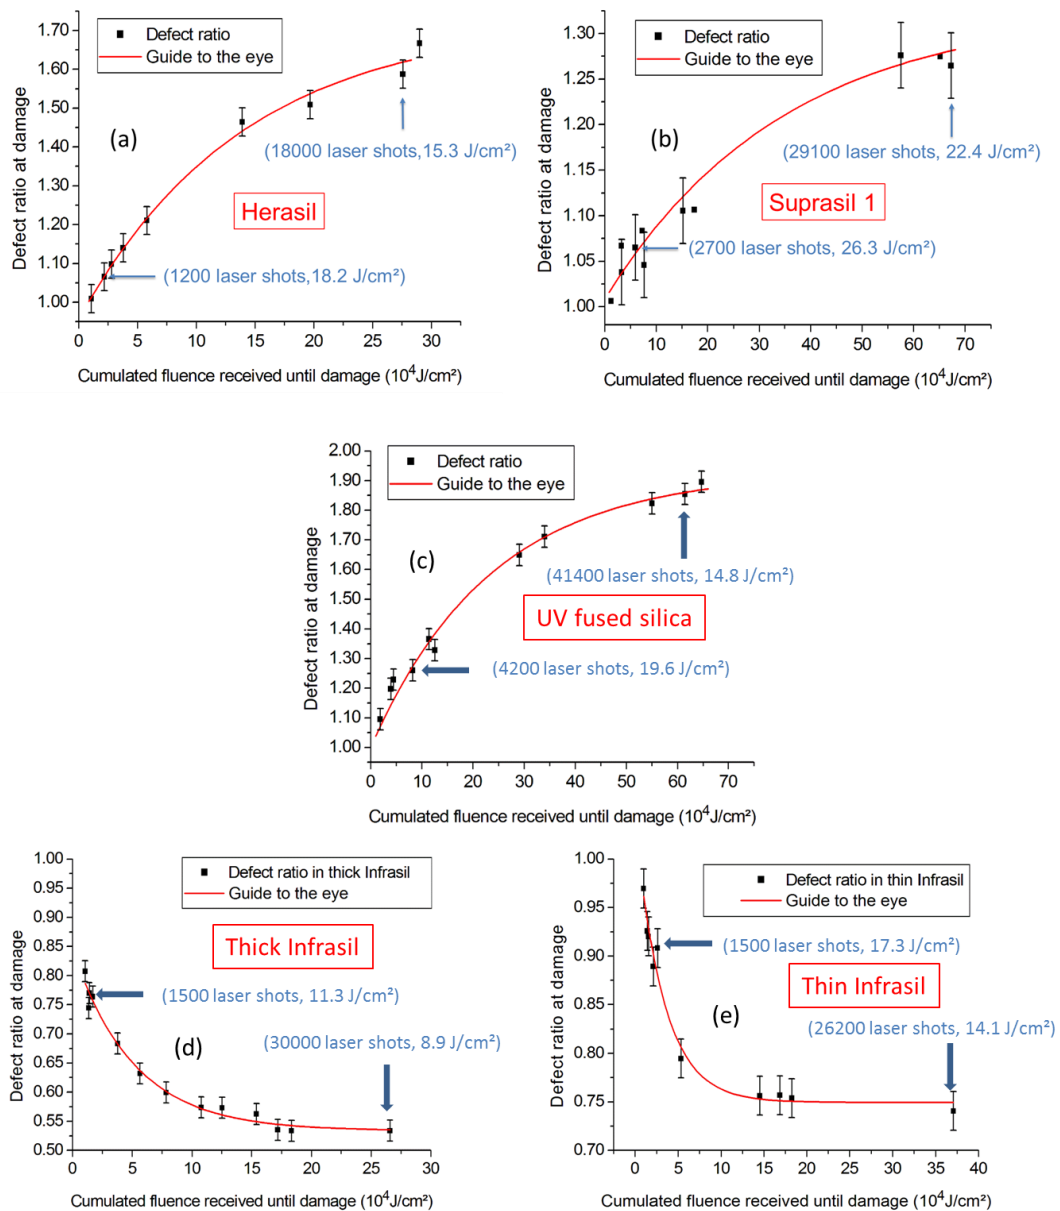 1.70
1.60
1.50
1.40
1.30
1.20
1.10
1.00
Defect ratio at damage
Defect ratio
Guide to the eye
(a)
(18000 laser shots,15.3 J/cm²)
Herasil
(1200 laser shots,18.2 J/cm²)
0 5 10 15 20 25 30
Cumulated fluence received until damage (10⁴J/cm²)
1.30
1.25
1.20
1.15
1.10
1.05
1.00
Defect ratio at damage
Defect ratio
Guide to the eye
(b)
(29100 laser shots, 22.4 J/cm²)
Suprasil 1
(2700 laser shots, 26.3 J/cm²)
0 10 20 30 40 50 60 70
Cumulated fluence received until damage (10⁴J/cm²)
2.00
1.90
1.80
1.70
1.60
1.50
1.40
1.30
1.20
1.10
1.00
Defect ratio at damage
Defect ratio
Guide to the eye
(c)
(41400 laser shots, 14.8 J/cm²)
UV fused silica
(4200 laser shots, 19.6 J/cm²)
0 10 20 30 40 50 60 70
Cumulated fluence received until damage (10⁴J/cm²)
1.00
0.95
0.90
0.85
0.80
0.75
0.70
0.65
0.60
0.55
0.50
Defect ratio at damage
Defect ratio in thick Infrasil
Guide to the eye
Thick Infrasil
(1500 laser shots, 11.3 J/cm²)
(d)
(30000 laser shots, 8.9 J/cm²)
0 5 10 15 20 25 30
Cumulated fluence received until damage (10⁴J/cm²)
1.00
0.95
0.90
0.85
0.80
0.75
0.70
Defect ratio at damage
Defect ratio in thin Infrasil
Guide to the eye
(1500 laser shots, 17.3 J/cm²)
Thin Infrasil
(e)
(26200 laser shots, 14.1 J/cm²)
0 5 10 15 20 25 30 35 40
Cumulated fluence received until damage (10⁴J/cm²)